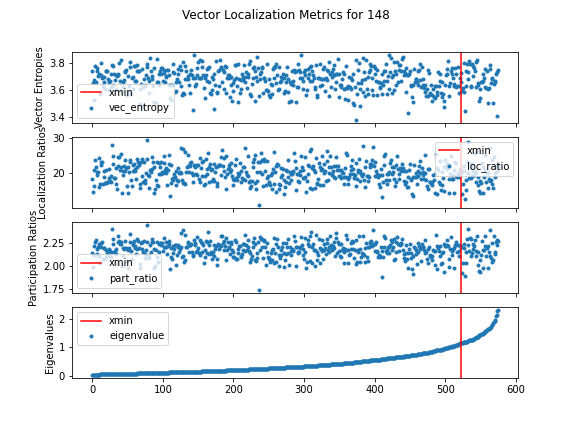 Vector Localization Metrics for 148
Vector Entropies
3.8
3.6
3.4
xmin
vec_entropy
Localization Ratios
30
20
xmin
loc_ratio
Participation Ratios
2.25
2.00
1.75
xmin
part_ratio
Eigenvalues
2
1
0
xmin
eigenvalue
0 100 200 300 400 500 600